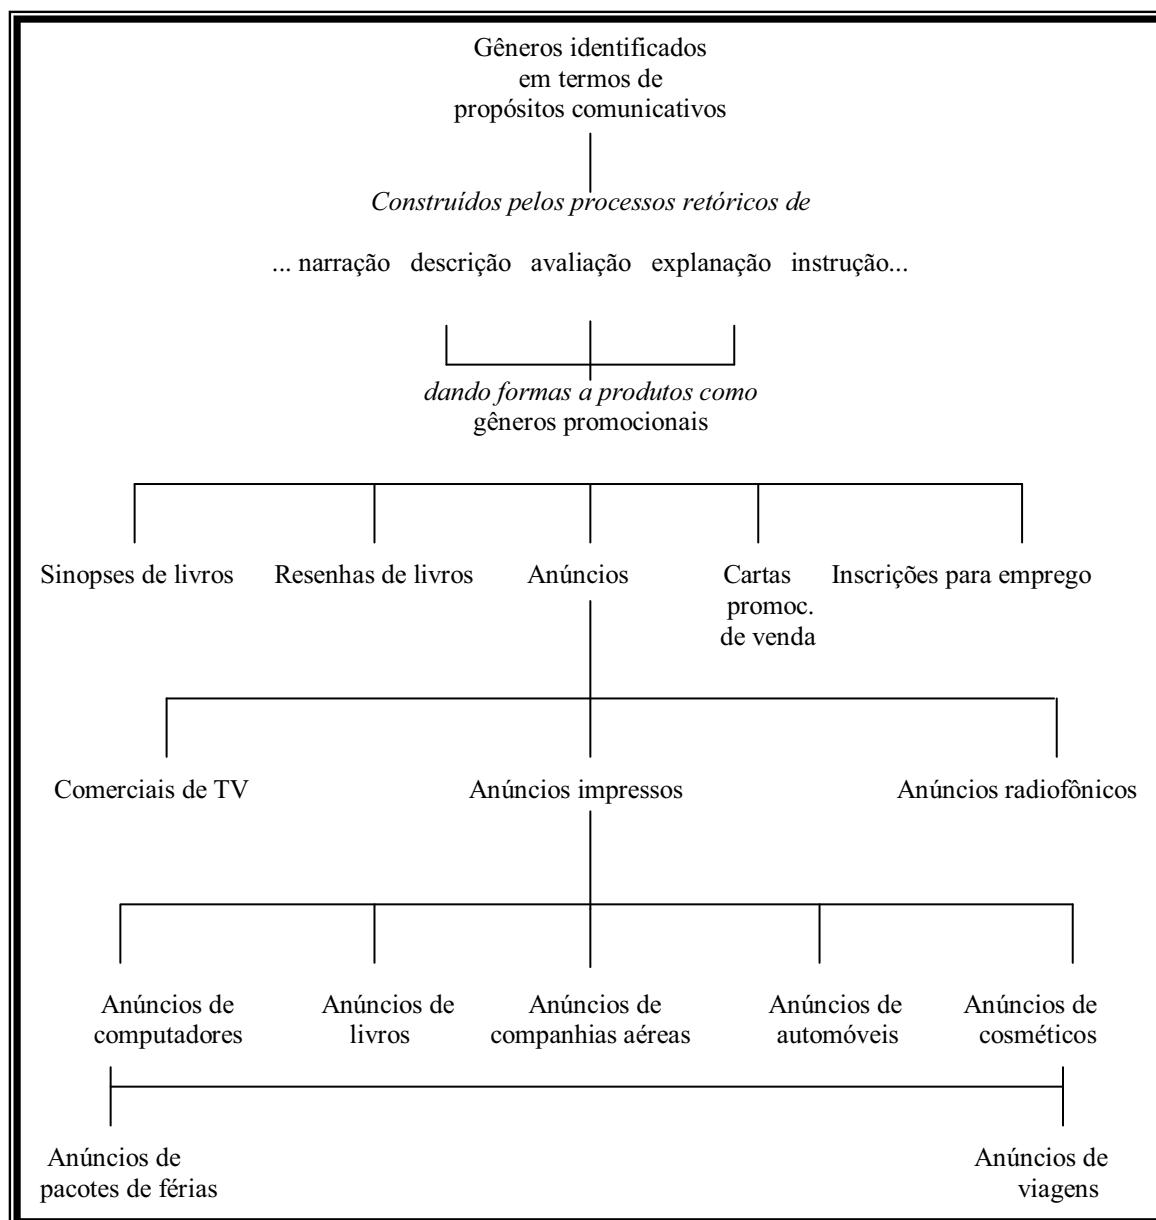 Gêneros identificados
em termos de
propósitos comunicativos
Construídos pelos processos retóricos de
... narração descrição avaliação explanação instrução...
dando formas a produtos como
gêneros promocionais
Sinopses de livros Resenhas de livros Anúncios Cartas Inscrições para emprego
promoc.
de venda
Comerciais de TV Anúncios impressos Anúncios radiofônicos
Anúncios de Anúncios de Anúncios de Anúncios de Anúncios de
computadores livros companhias aéreas automóveis cosméticos
Anúncios de Anúncios de
pacotes de férias viagens